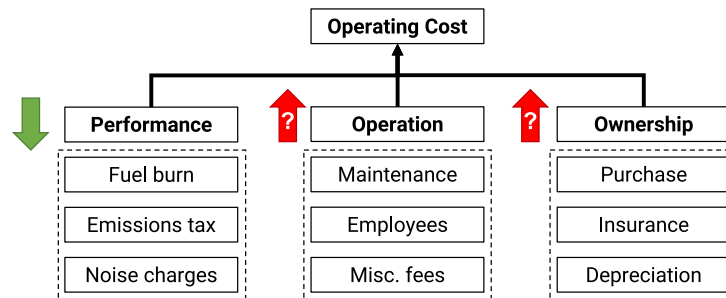 Operating Cost
Performance
?
Operation
?
Ownership
Fuel burn
Maintenance
Purchase
Emissions tax
Employees
Insurance
Noise charges
Misc. fees
Depreciation